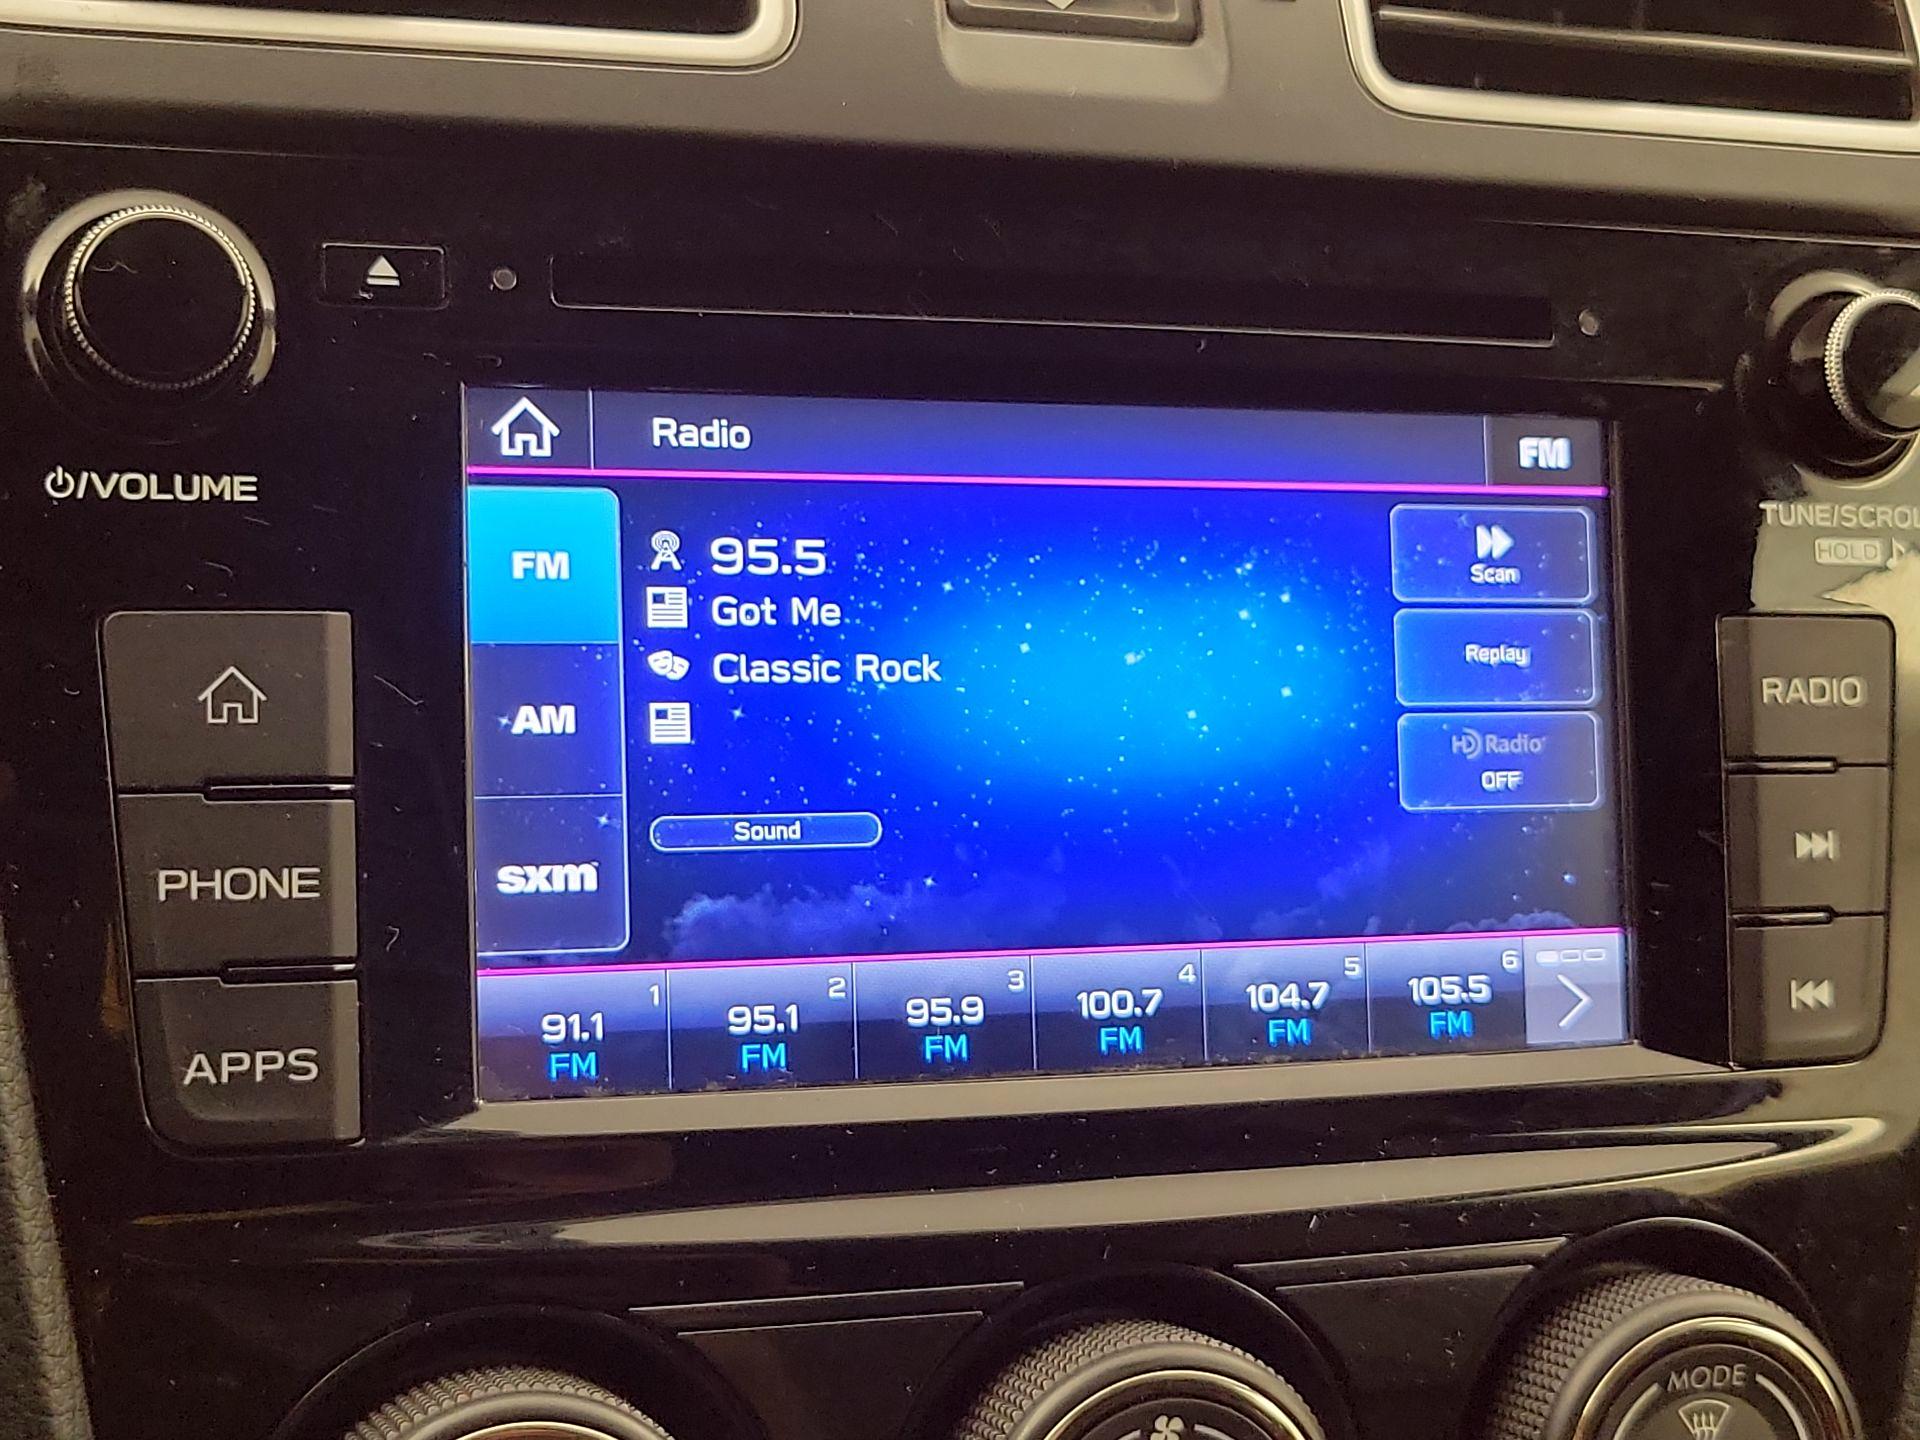 Radio
FM
⏻/VOLUME
FM
95.5
Scan
TUNE/SCROL
HOLD
Got Me
Replay
Classic Rock
RADIO
AM
HD Radio
OFF
Sound
PHONE
sxm
1
2
3
4
5
6
91.1
95.1
95.9
100.7
104.7
105.5
FM
FM
FM
FM
FM
FM
APPS
MODE